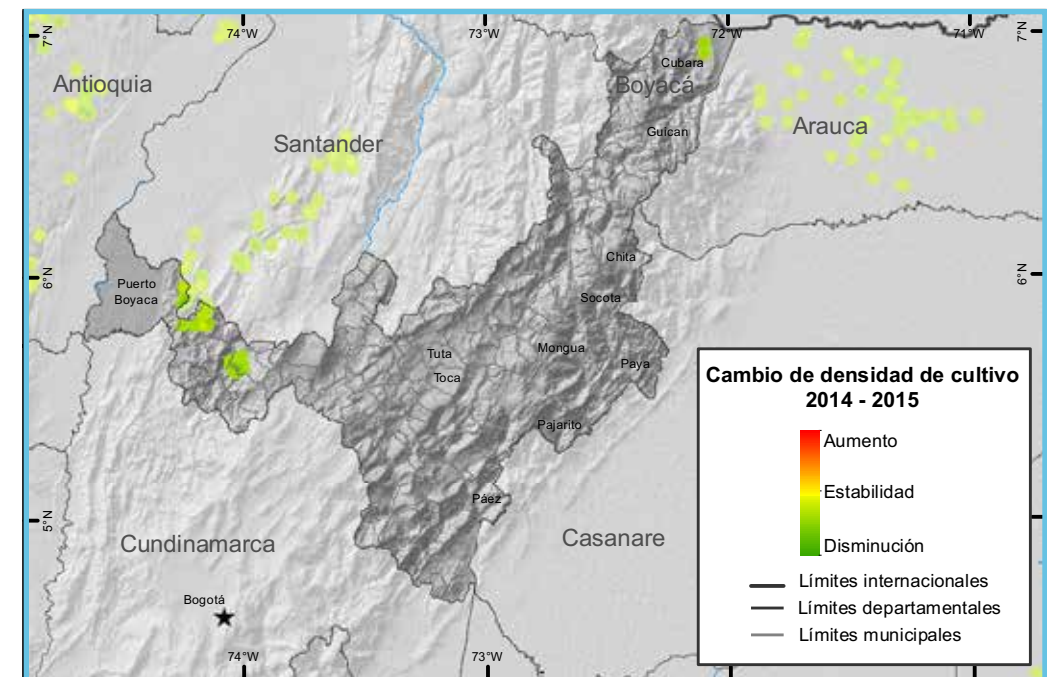 74°W
73°W
72°W
71°W
7°N
7°N
Antioquia
Santander
Cubara
Boyacá
Guícan
Arauca
6°N
6°N
Puerto
Boyaca
Chita
Socota
Tuta
Toca
Mongua
Paya
Pajarito
Páez
5°N
Cundinamarca
Casanare
Bogotá
74°W
73°W
Cambio de densidad de cultivo
2014 - 2015
Aumento
Estabilidad
Disminución
Límites internacionales
Límites departamentales
Límites municipales